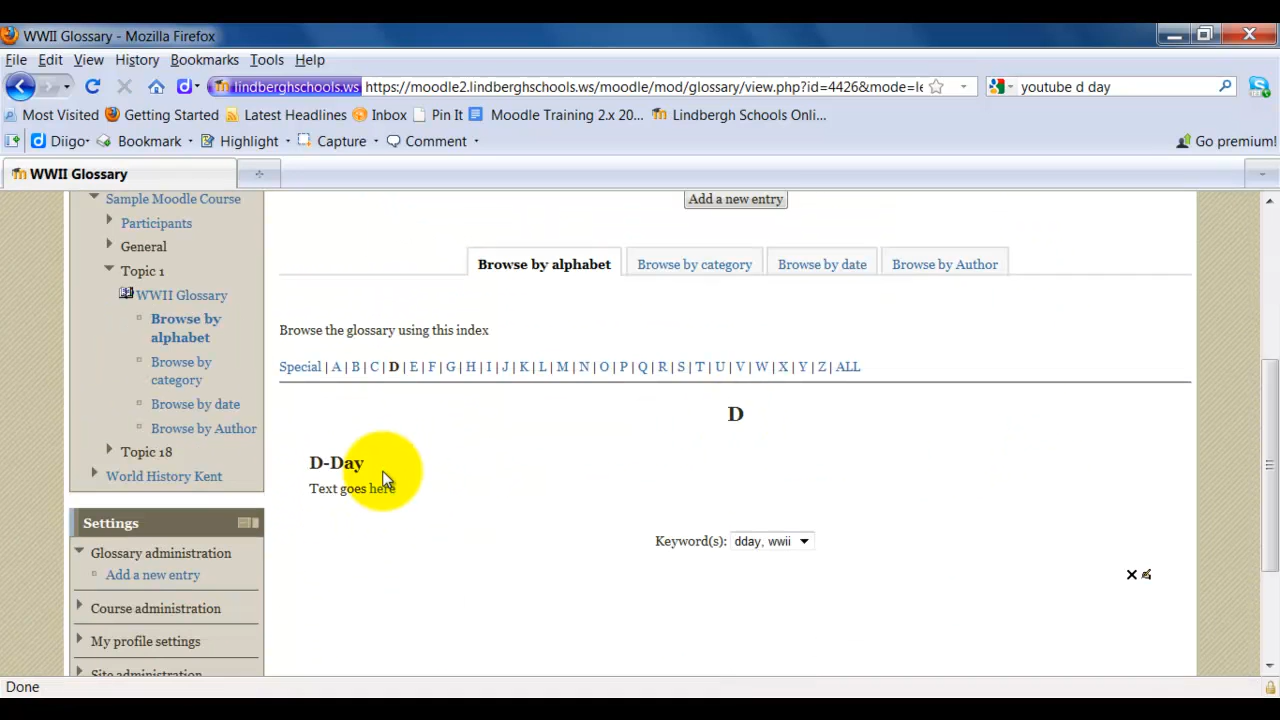 WWII Glossary - Mozilla Firefox
File Edit View History Bookmarks Tools Help
lindberghschools.ws https://moodle2.lindberghschools.ws/moodle/mod/glossary/view.php?id=4426&mode=le youtube d day
Most Visited Getting Started Latest Headlines Inbox Pin It Moodle Training 2.x 20... Lindbergh Schools Onli...
Diigo Bookmark Highlight Capture Comment Go premium!
WWII Glossary
Sample Moodle Course
Participants
General
Topic 1
WWII Glossary
Browse by
alphabet
Browse by
category
Browse by date
Browse by Author
Topic 18
World History Kent
Settings
Glossary administration
Add a new entry
Course administration
My profile settings
Site administration
Add a new entry
Browse by alphabet Browse by category Browse by date Browse by Author
Browse the glossary using this index
Special | A | B | C | D | E | F | G | H | I | J | K | L | M | N | O | P | Q | R | S | T | U | V | W | X | Y | Z | ALL
D
D-Day
Text goes here
Keyword(s): dday, wwii
Done